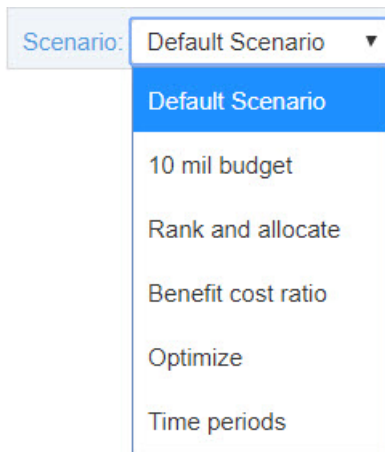 Scenario: Default Scenario
Default Scenario
10 mil budget
Rank and allocate
Benefit cost ratio
Optimize
Time periods